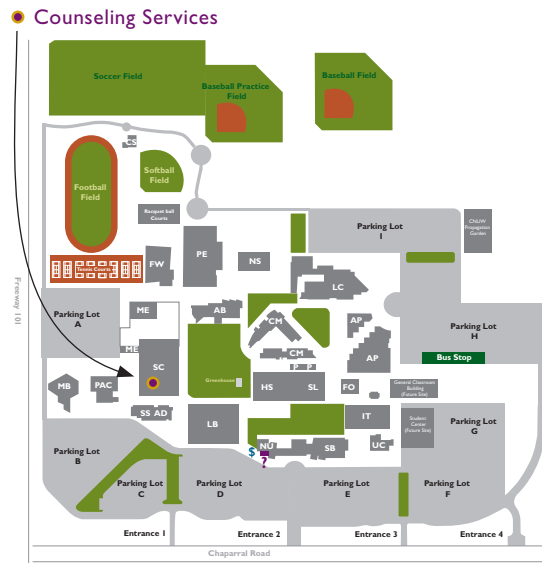 Counseling Services
Soccer Field
Baseball Practice
Field
Baseball Field
CS
Softball
Field
Football
Field
Racquet ball
Courts
Parking Lot
I
CNUW
Propagation
Garden
PE
NS
FW
Tennis Courts
LC
Freeway 101
Parking Lot
A
ME
AB
CM
AP
Parking Lot
H
ME
CM
AP
Bus Stop
P P
SC
Greenhouse
MB
PAC
HS
SL
FO
General Classroom
Building
(Future Site)
SS AD
LB
IT
Student
Center
(Future Site)
Parking Lot
G
Parking Lot
B
$
NU
?
SB
UC
Parking Lot
C
Parking Lot
D
Parking Lot
E
Parking Lot
F
Entrance 1
Entrance 2
Entrance 3
Entrance 4
Chaparral Road